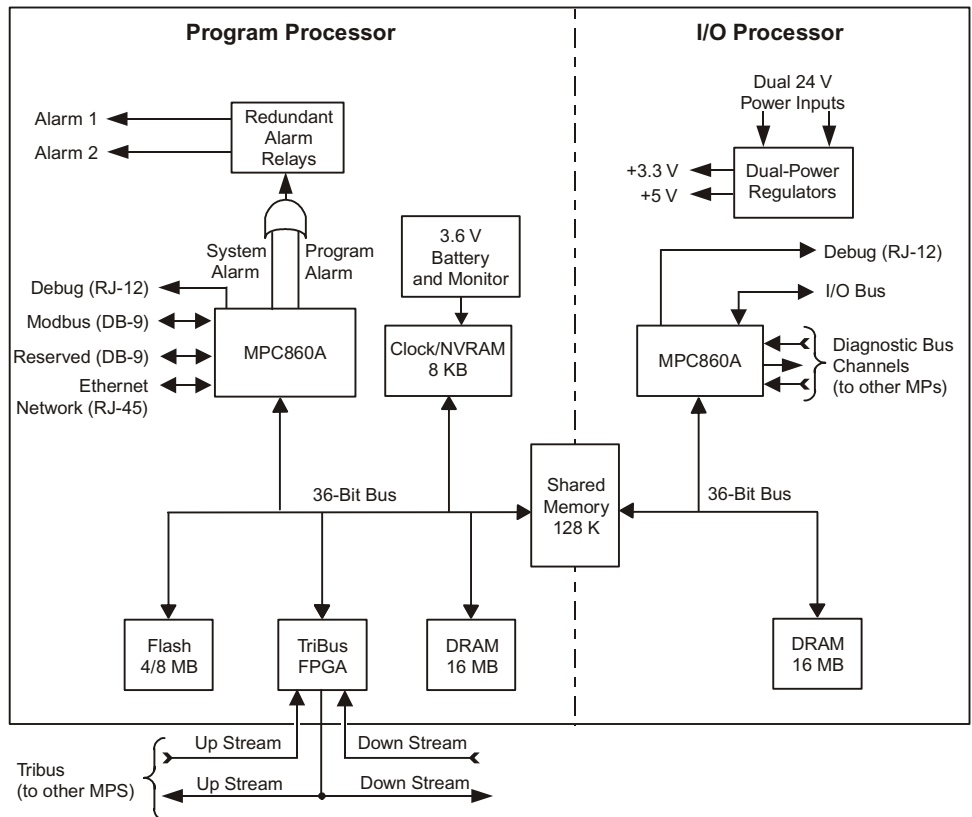 Program Processor
I/O Processor
Alarm 1
Alarm 2
Redundant
Alarm
Relays
System
Alarm
Program
Alarm
3.6 V
Battery
and Monitor
Dual 24 V
Power Inputs
+3.3 V
+5 V
Dual-Power
Regulators
Debug (RJ-12)
Modbus (DB-9)
Reserved (DB-9)
Ethernet
Network (RJ-45)
MPC860A
Clock/NVRAM
8 KB
Debug (RJ-12)
I/O Bus
MPC860A
Diagnostic Bus
Channels
(to other MPs)
36-Bit Bus
Shared
Memory
128 K
36-Bit Bus
Flash
4/8 MB
TriBus
FPGA
DRAM
16 MB
DRAM
16 MB
Tribus
(to other MPS)
Up Stream
Down Stream
Up Stream
Down Stream